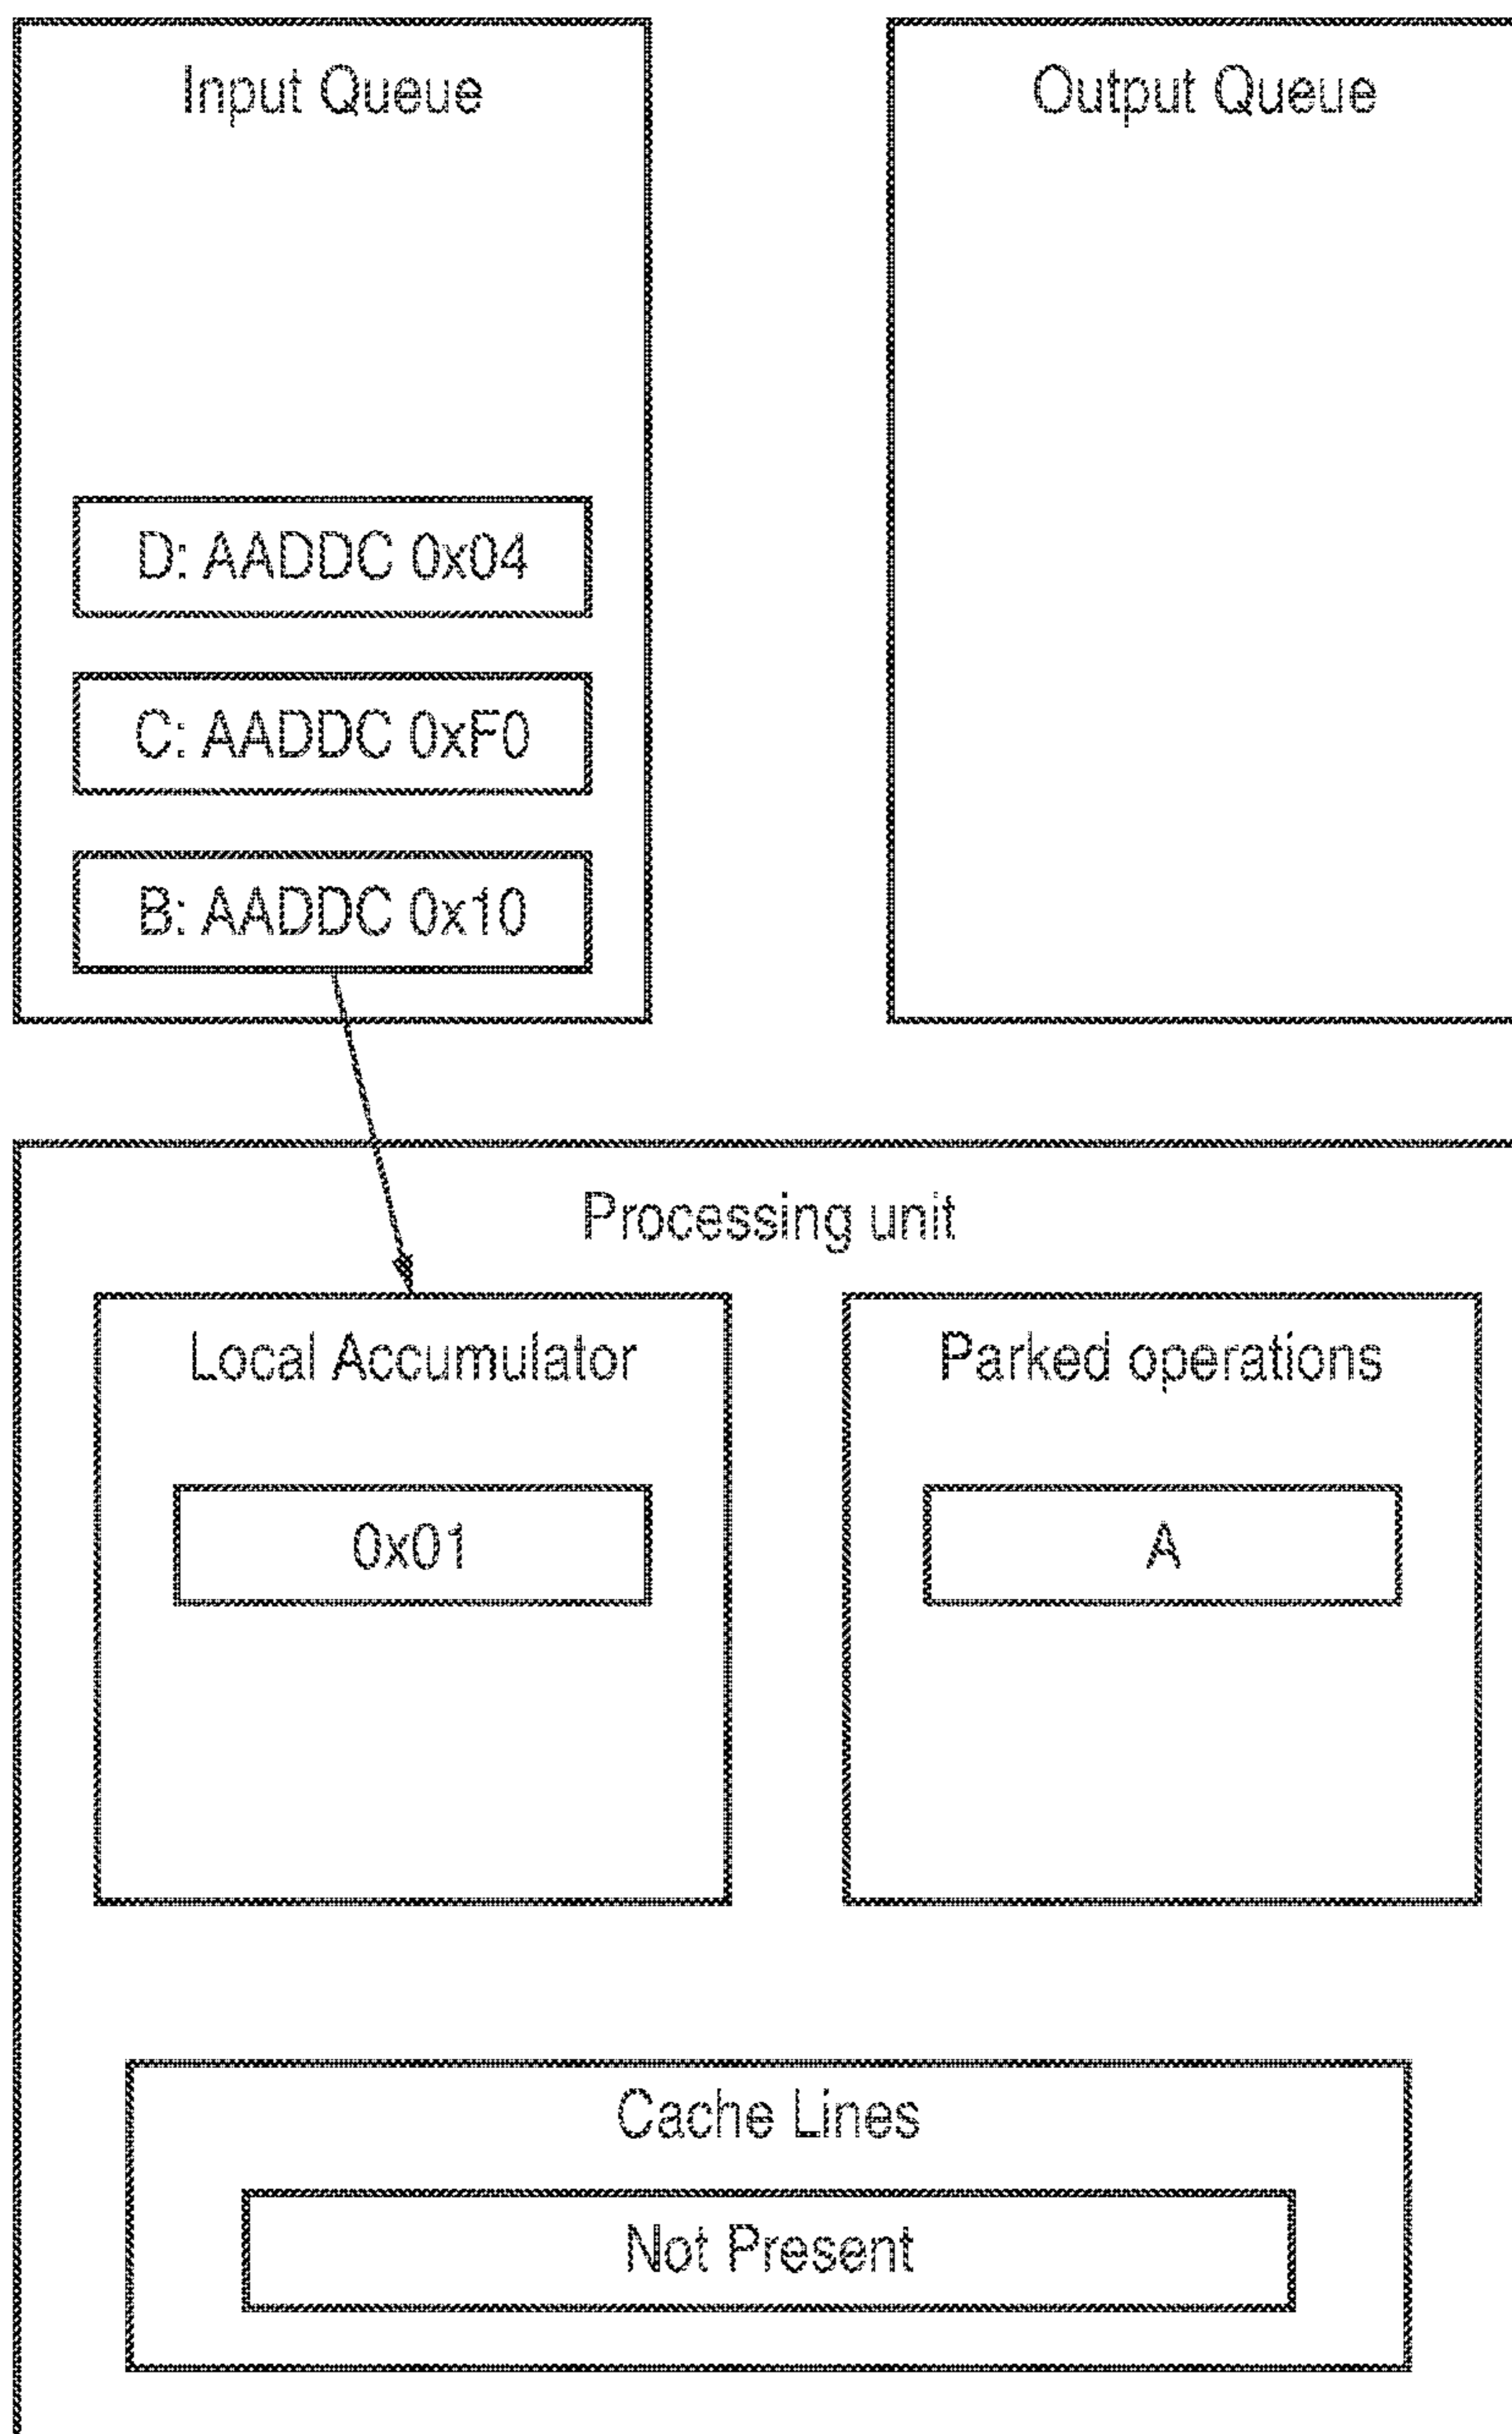 Input Queue
Output Queue
D: AADDC 0x04
C: AADDC 0xF0
B: AADDC 0x10
Processing unit
Local Accumulator
Parked operations
0x01
A
Cache Lines
Not Present